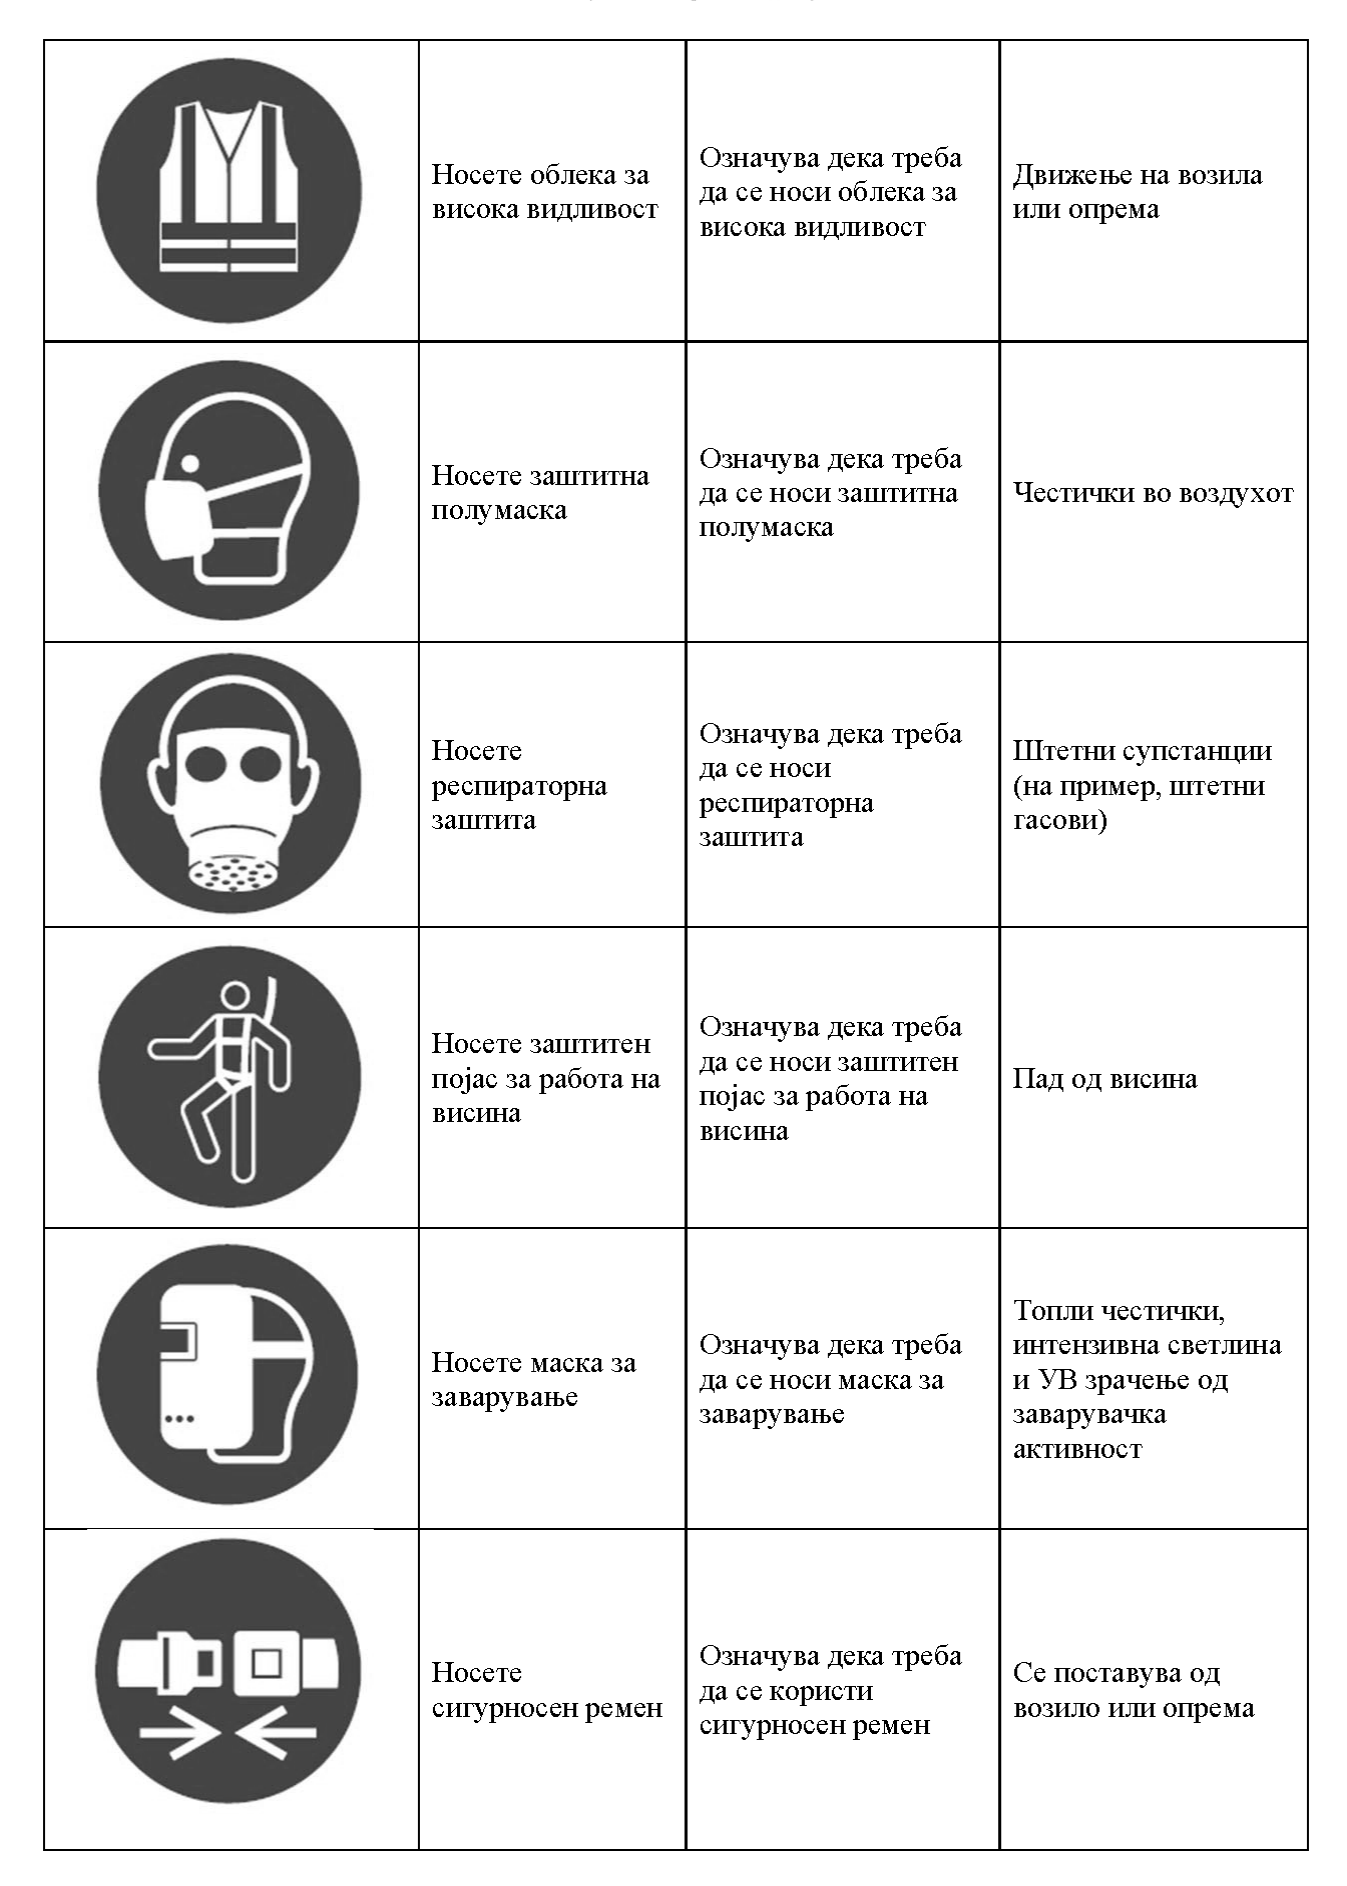 Носете облека за
висока видливост
Означува дека треба
да се носи облека за
висока видливост
Движење на возила
или опрема
Носете заштитна
полумаска
Означува дека треба
да се носи заштитна
полумаска
Честички во воздухот
Носете
респираторна
заштита
Означува дека треба
да се носи
респираторна
заштита
Штетни супстанции
(на пример, штетни
гасови)
Носете заштитен
појас за работа на
висина
Означува дека треба
да се носи заштитен
појас за работа на
висина
Пад од висина
Носете маска за
заварување
Означува дека треба
да се носи маска за
заварување
Топли честички,
интензивна светлина
и УВ зрачење од
заварувачка
активност
Носете
сигурносен ремен
Означува дека треба
да се користи
сигурносен ремен
Се поставува од
возило или опрема